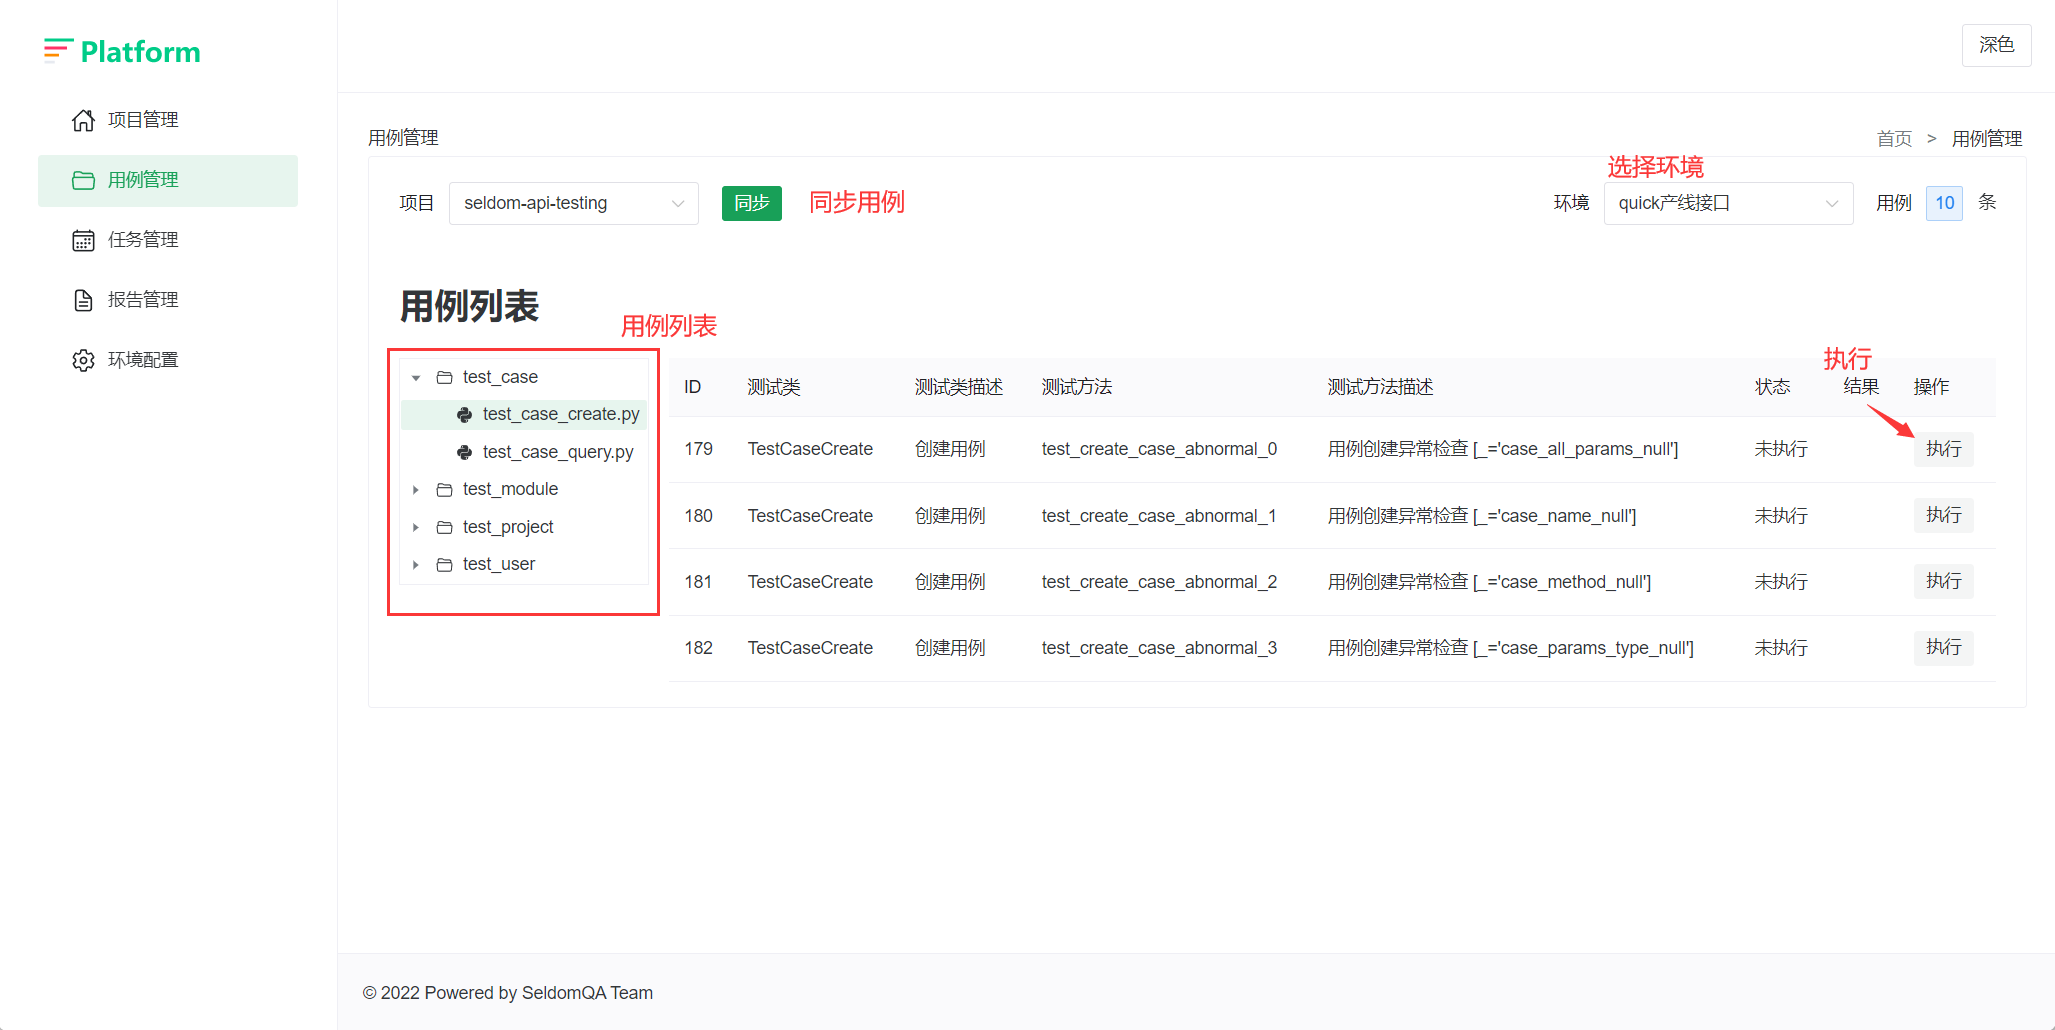 Platform
深色
项目管理
用例管理
任务管理
报告管理
环境配置
用例管理
首页 > 用例管理
选择环境
项目 seldom-api-testing 同步 同步用例 环境 quick产线接口 用例 10 条
用例列表
用例列表
test_case
test_case_create.py
test_case_query.py
test_module
test_project
test_user
执行
ID 测试类 测试类描述 测试方法 测试方法描述 状态 结果 操作
179 TestCaseCreate 创建用例 test_create_case_abnormal_0 用例创建异常检查 [_='case_all_params_null'] 未执行 执行
180 TestCaseCreate 创建用例 test_create_case_abnormal_1 用例创建异常检查 [_='case_name_null'] 未执行 执行
181 TestCaseCreate 创建用例 test_create_case_abnormal_2 用例创建异常检查 [_='case_method_null'] 未执行 执行
182 TestCaseCreate 创建用例 test_create_case_abnormal_3 用例创建异常检查 [_='case_params_type_null'] 未执行 执行
© 2022 Powered by SeldomQA Team